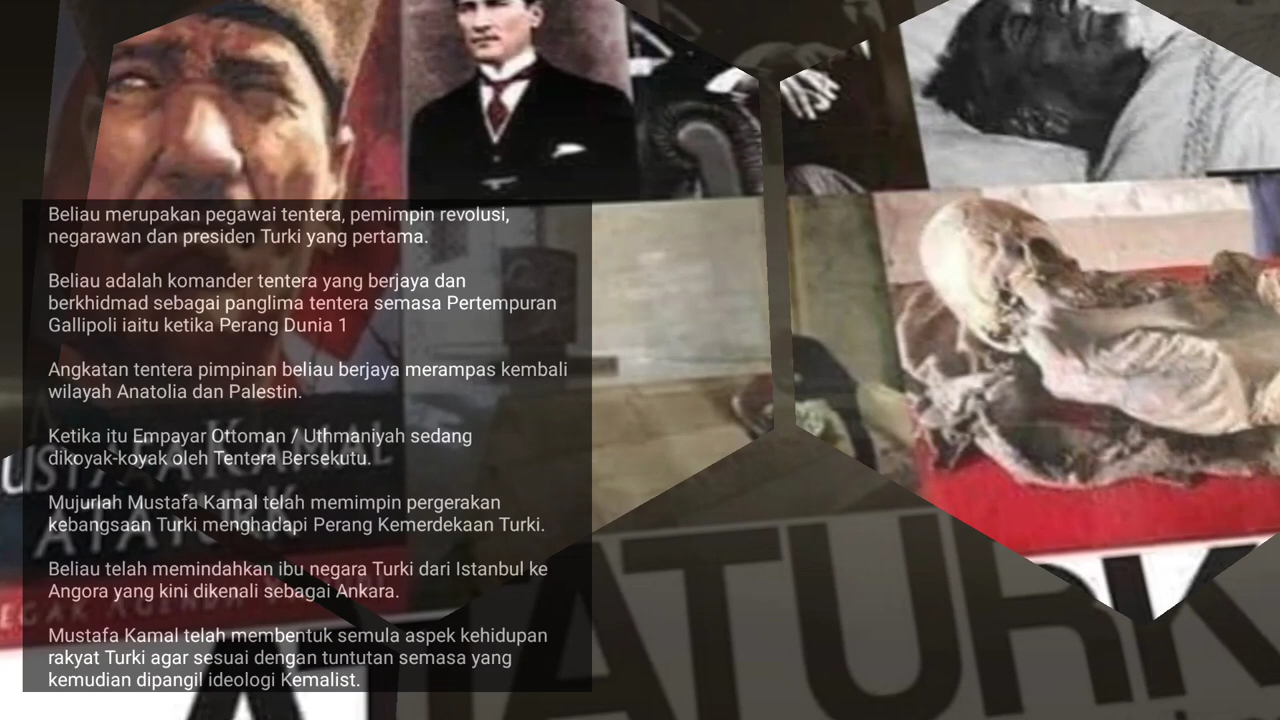 Beliau merupakan pegawai tentera, pemimpin revolusi,
negarawan dan presiden Turki yang pertama.
Beliau adalah komander tentera yang berjaya dan
berkhidmad sebagai panglima tentera semasa Pertempuran
Gallipoli iaitu ketika Perang Dunia 1
Angkatan tentera pimpinan beliau berjaya merampas kembali
wilayah Anatolia dan Palestin.
Ketika itu Empayar Ottoman / Uthmaniyah sedang
dikoyak-koyak oleh Tentera Bersekutu.
Mujurlah Mustafa Kamal telah memimpin pergerakan
kebangsaan Turki menghadapi Perang Kemerdekaan Turki.
Beliau telah memindahkan ibu negara Turki dari Istanbul ke
Angora yang kini dikenali sebagai Ankara.
Mustafa Kamal telah membentuk semula aspek kehidupan
rakyat Turki agar sesuai dengan tuntutan semasa yang
kemudian dipangil ideologi Kemalist.
USTAFA KAMAL
ATATURK
ATATURK